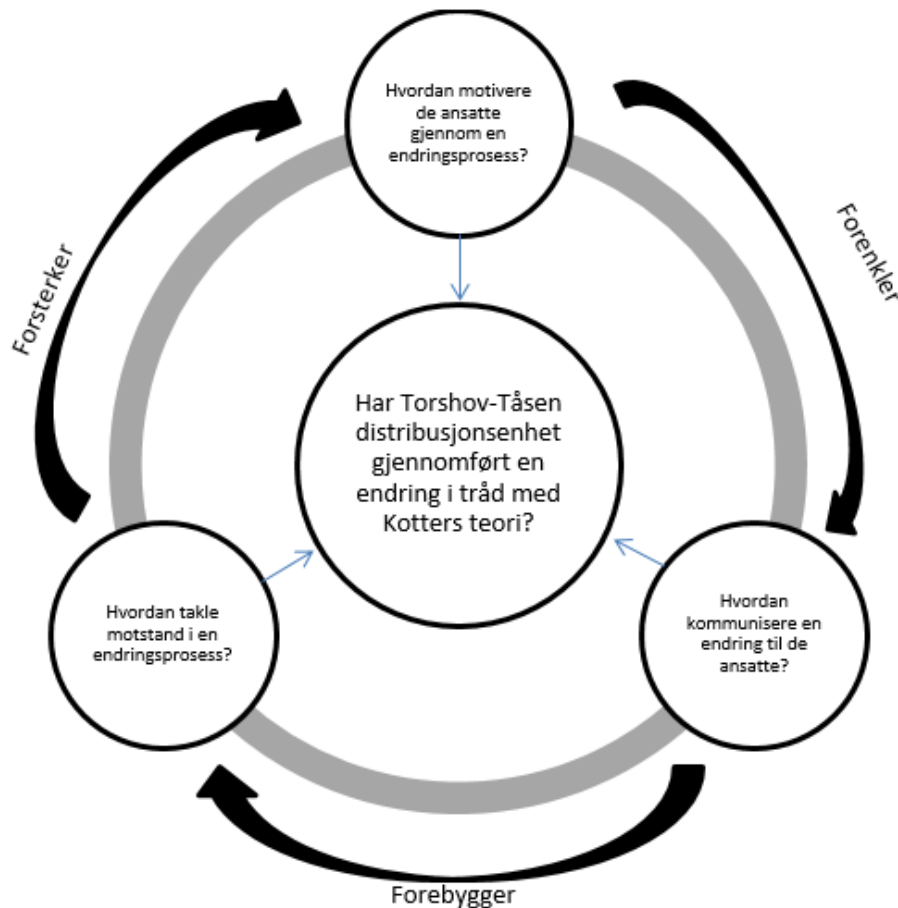 Hvordan motivere
de ansatte
gjennom en
endringsprosess?
Forsterker
Forenkler
Har Torshov-Tåsen
distribusjonsenhet
gjennomført en
endring i tråd med
Kotters teori?
Hvordan takle
motstand i en
endringsprosess?
Hvordan
kommunisere en
endring til de
ansatte?
Forebygger